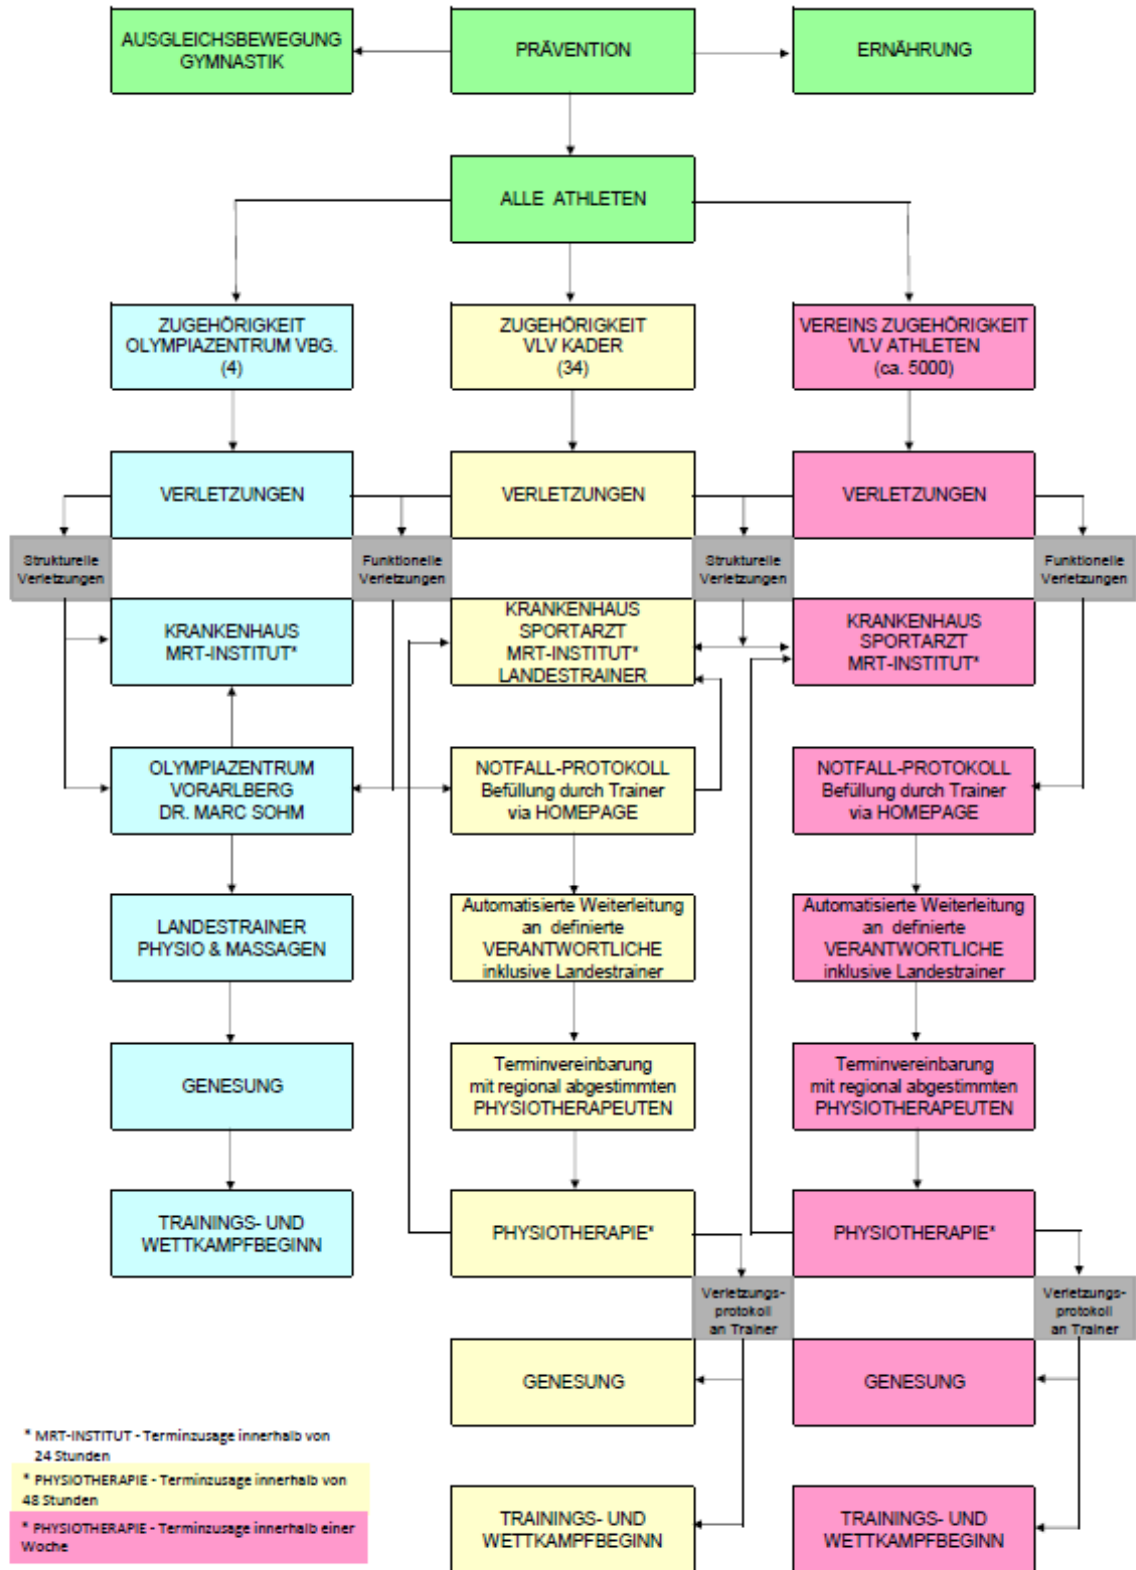 AUSGLEICHSBEWEGUNG
GYMNASTIK
PRÄVENTION
ERNÄHRUNG
ALLE ATHLETEN
ZUGEHÖRIGKEIT
OLYMPIAZENTRUM VBG.
(4)
ZUGEHÖRIGKEIT
VLV KADER
(34)
VEREINS ZUGEHÖRIGKEIT
VLV ATHLETEN
(ca. 5000)
VERLETZUNGEN
VERLETZUNGEN
VERLETZUNGEN
Strukturelle
Verletzungen
Funktionelle
Verletzungen
Strukturelle
Verletzungen
Funktionelle
Verletzungen
KRANKENHAUS
MRT-INSTITUT*
KRANKENHAUS
SPORTARZT
MRT-INSTITUT*
LANDESTRAINER
KRANKENHAUS
SPORTARZT
MRT-INSTITUT*
OLYMPIAZENTRUM
VORARLBERG
DR. MARC SOHM
NOTFALL-PROTOKOLL
Befüllung durch Trainer
via HOMEPAGE
NOTFALL-PROTOKOLL
Befüllung durch Trainer
via HOMEPAGE
LANDESTRAINER
PHYSIO & MASSAGEN
Automatisierte Weiterleitung
an definierte
VERANTWORTLICHE
inklusive Landestrainer
Automatisierte Weiterleitung
an definierte
VERANTWORTLICHE
inklusive Landestrainer
GENESUNG
Terminvereinbarung
mit regional abgestimmten
PHYSIOTHERAPEUTEN
Terminvereinbarung
mit regional abgestimmten
PHYSIOTHERAPEUTEN
TRAININGS- UND
WETTKAMPFBEGINN
PHYSIOTHERAPIE*
PHYSIOTHERAPIE*
Verletzungs-
protokoll
an Trainer
Verletzungs-
protokoll
an Trainer
GENESUNG
GENESUNG
* MRT-INSTITUT - Terminzusage innerhalb von
24 Stunden
* PHYSIOTHERAPIE - Terminzusage innerhalb von
48 Stunden
* PHYSIOTHERAPIE - Terminzusage innerhalb einer
Woche
TRAININGS- UND
WETTKAMPFBEGINN
TRAININGS- UND
WETTKAMPFBEGINN